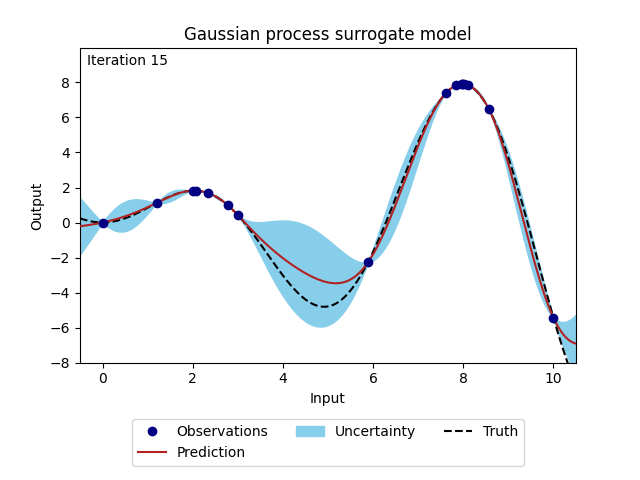 Gaussian process surrogate model
Iteration 15
8
6
4
2
0
−2
−4
−6
−8
Output
0 2 4 6 8 10
Input
Observations Uncertainty Truth
Prediction